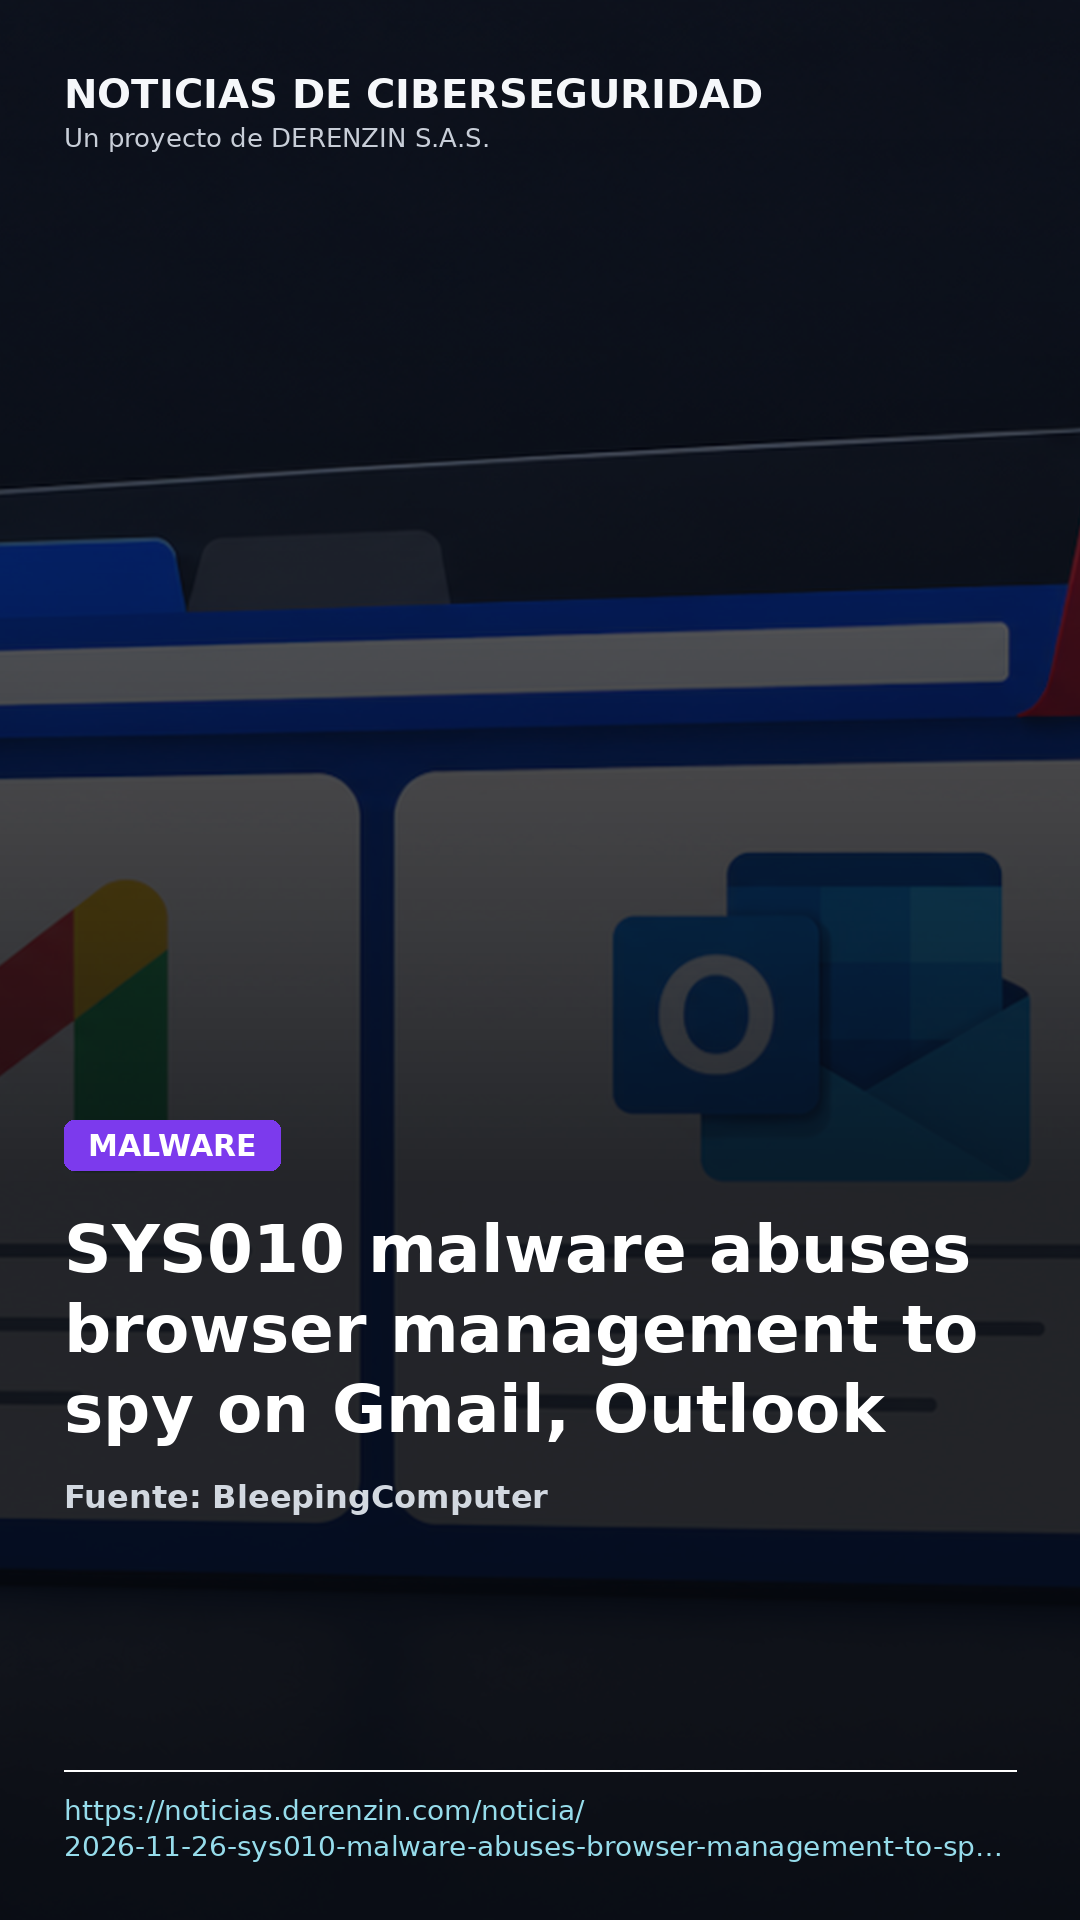 NOTICIAS DE CIBERSEGURIDAD
Un proyecto de DERENZIN S.A.S.
O
MALWARE
SYS010 malware abuses
browser management to
spy on Gmail, Outlook
Fuente: BleepingComputer
https://noticias.derenzin.com/noticia/
2026-11-26-sys010-malware-abuses-browser-management-to-sp…